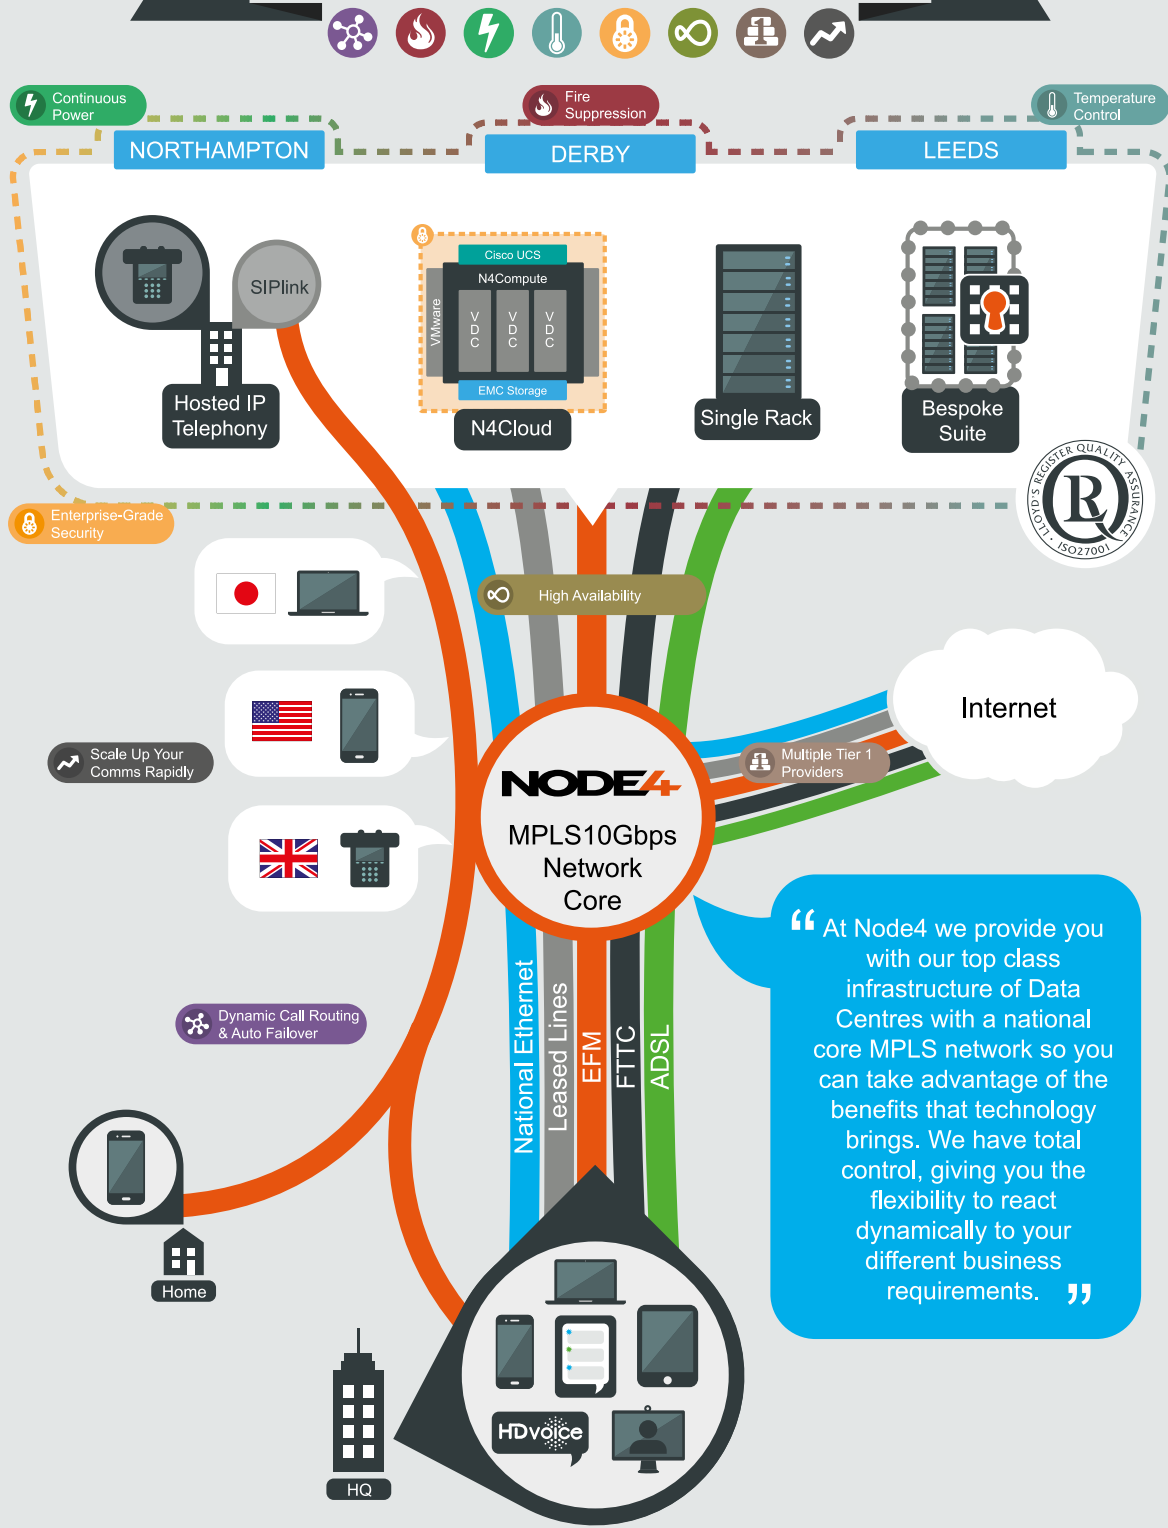 Continuous
Power
Fire
Suppression
Temperature
Control
NORTHAMPTON
DERBY
LEEDS
SIPlink
Hosted IP
Telephony
Cisco UCS
N4Compute
VMware
VDC
VDC
VDC
EMC Storage
N4Cloud
Single Rack
Bespoke
Suite
LLOYD'S REGISTER QUALITY ASSURANCE
LRQ
ISO27001
Enterprise-Grade
Security
High Availability
Internet
Scale Up Your
Comms Rapidly
Multiple Tier 1
Providers
NODE4
MPLS10Gbps
Network
Core
“ At Node4 we provide you
with our top class
infrastructure of Data
Centres with a national
core MPLS network so you
can take advantage of the
benefits that technology
brings. We have total
control, giving you the
flexibility to react
dynamically to your
different business
requirements. ”
Dynamic Call Routing
& Auto Failover
National Ethernet
Leased Lines
EFM
FTTC
ADSL
Home
HDvoice
HQ